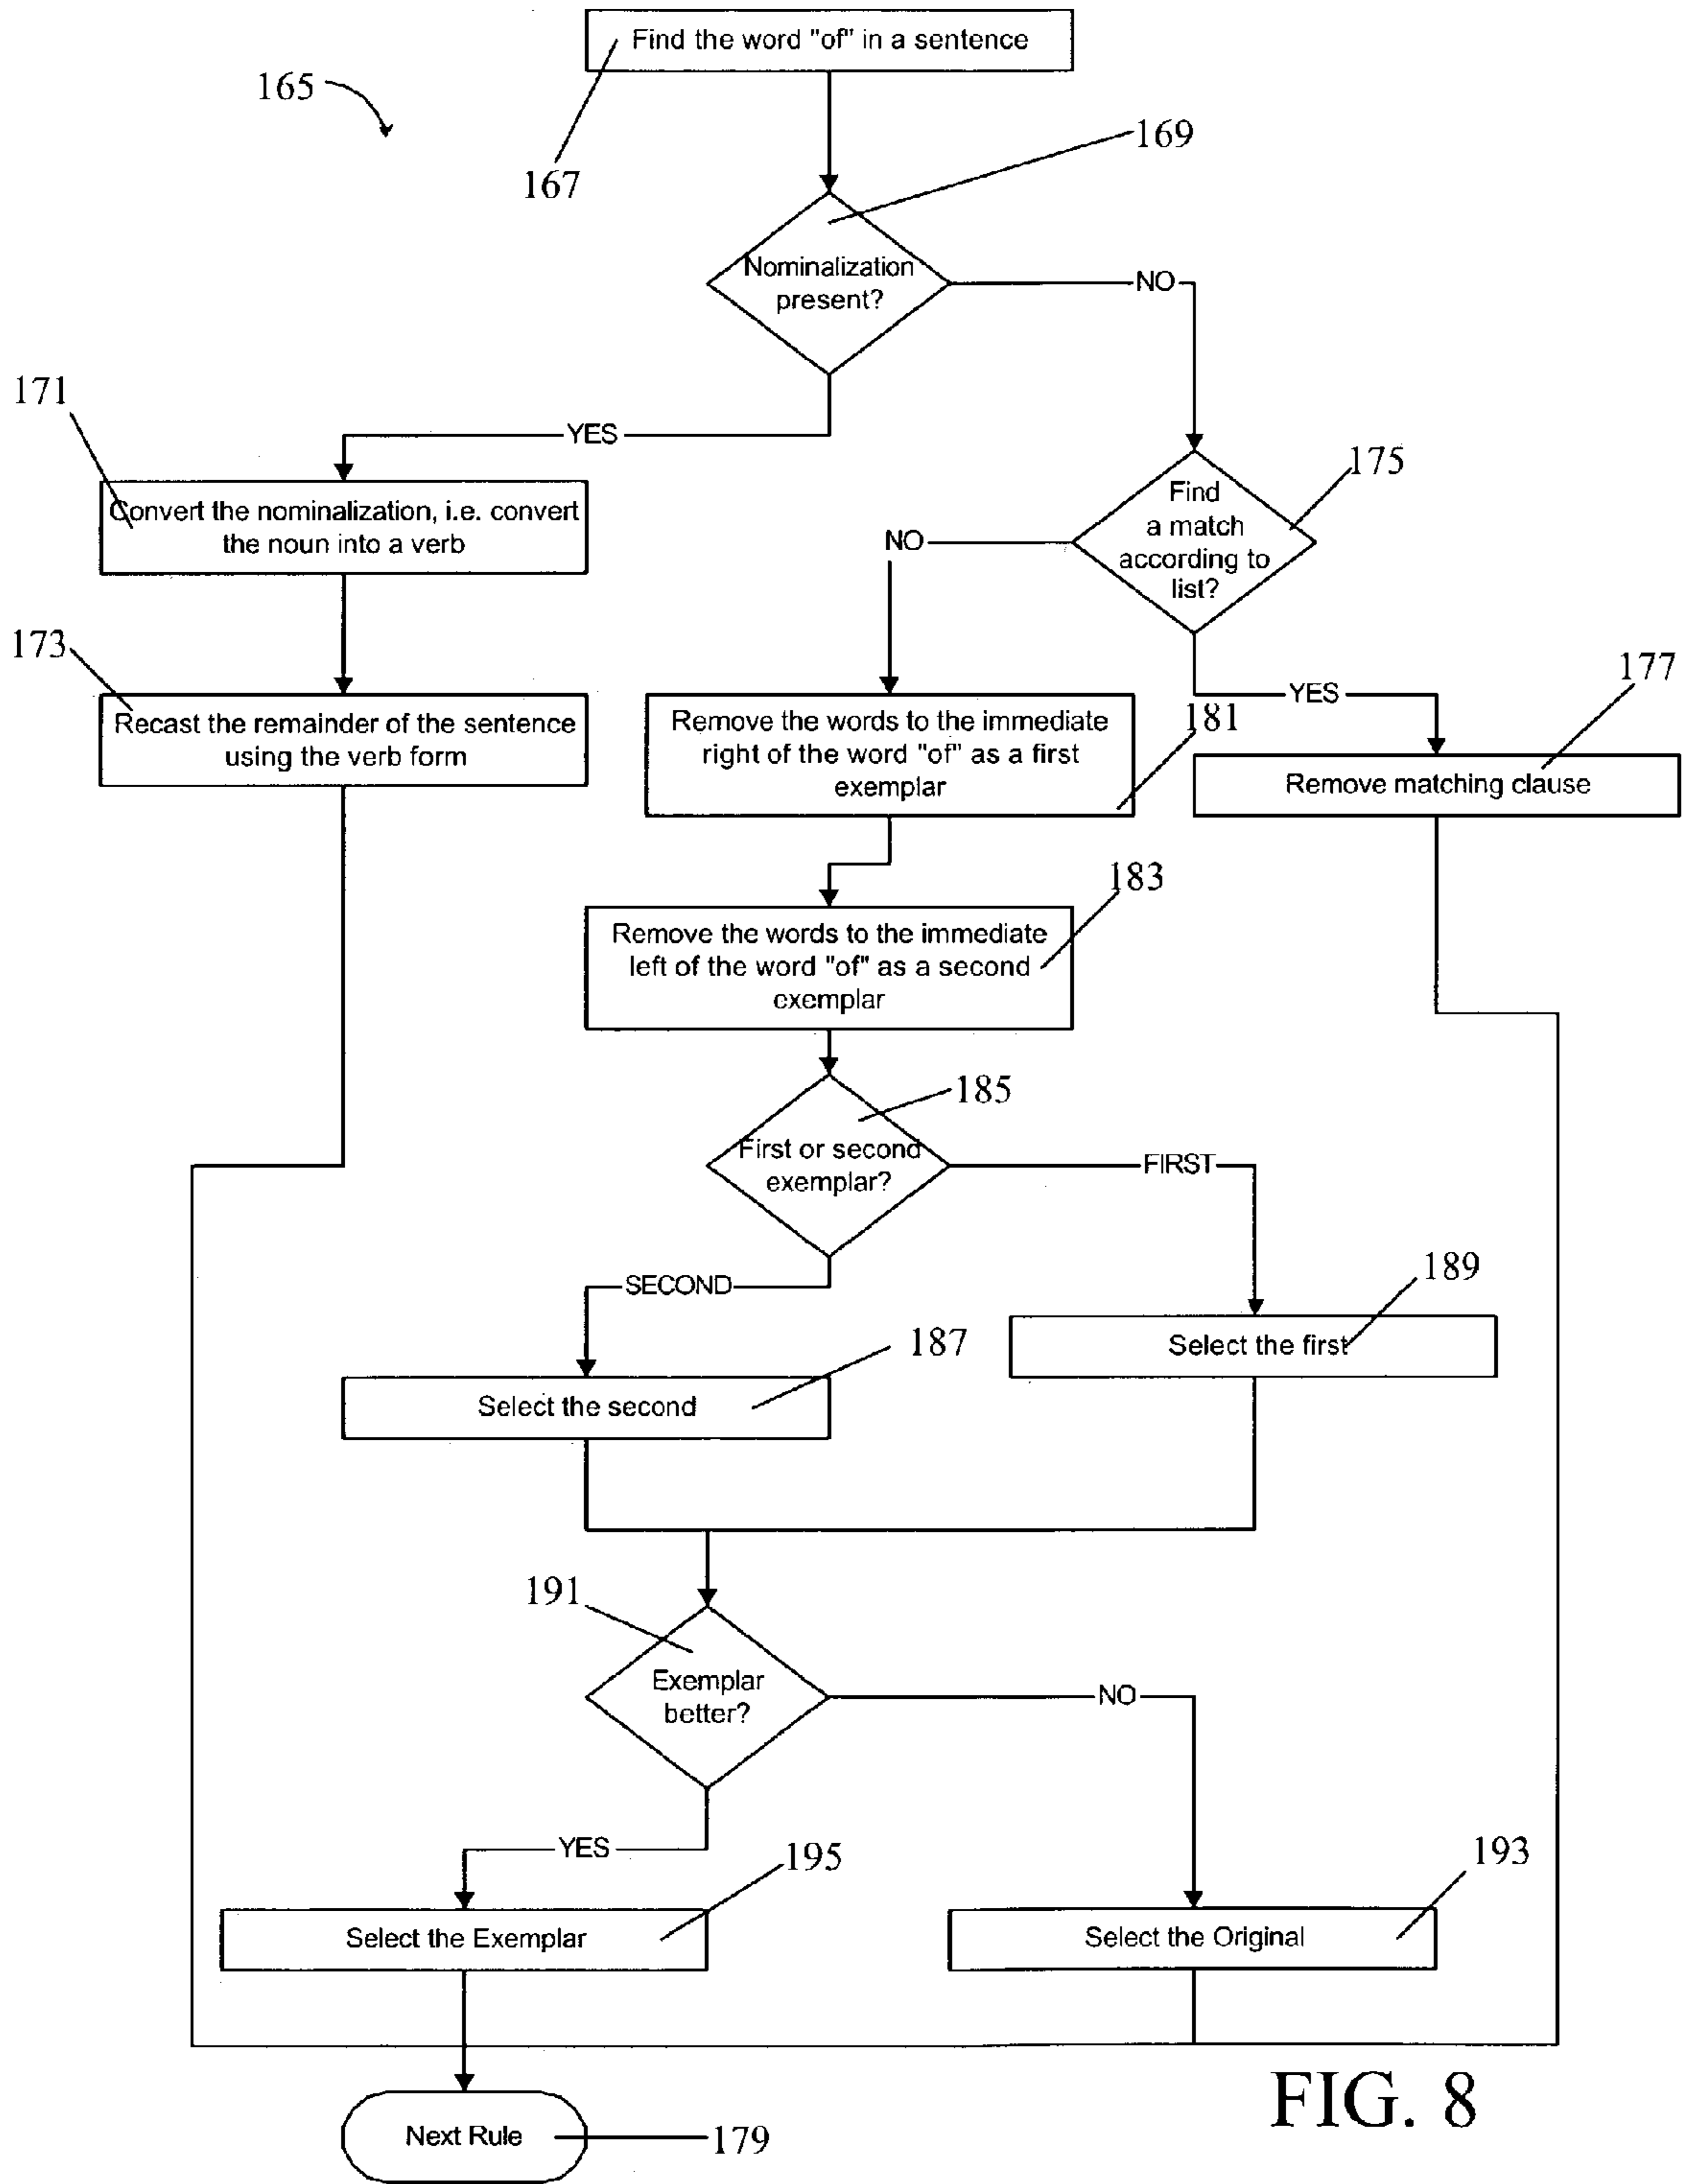 Find the word "of" in a sentence
165
167
169
Nominalization
present?
NO
YES
171
Convert the nominalization, i.e. convert
the noun into a verb
175
Find
a match
according to
list?
NO
YES
173
Recast the remainder of the sentence
using the verb form
Remove the words to the immediate
right of the word "of" as a first
exemplar
181
177
Remove matching clause
183
Remove the words to the immediate
left of the word "of" as a second
exemplar
185
First or second
exemplar?
FIRST
SECOND
189
Select the first
187
Select the second
191
Exemplar
better?
NO
YES
195
Select the Exemplar
193
Select the Original
Next Rule
179
FIG. 8